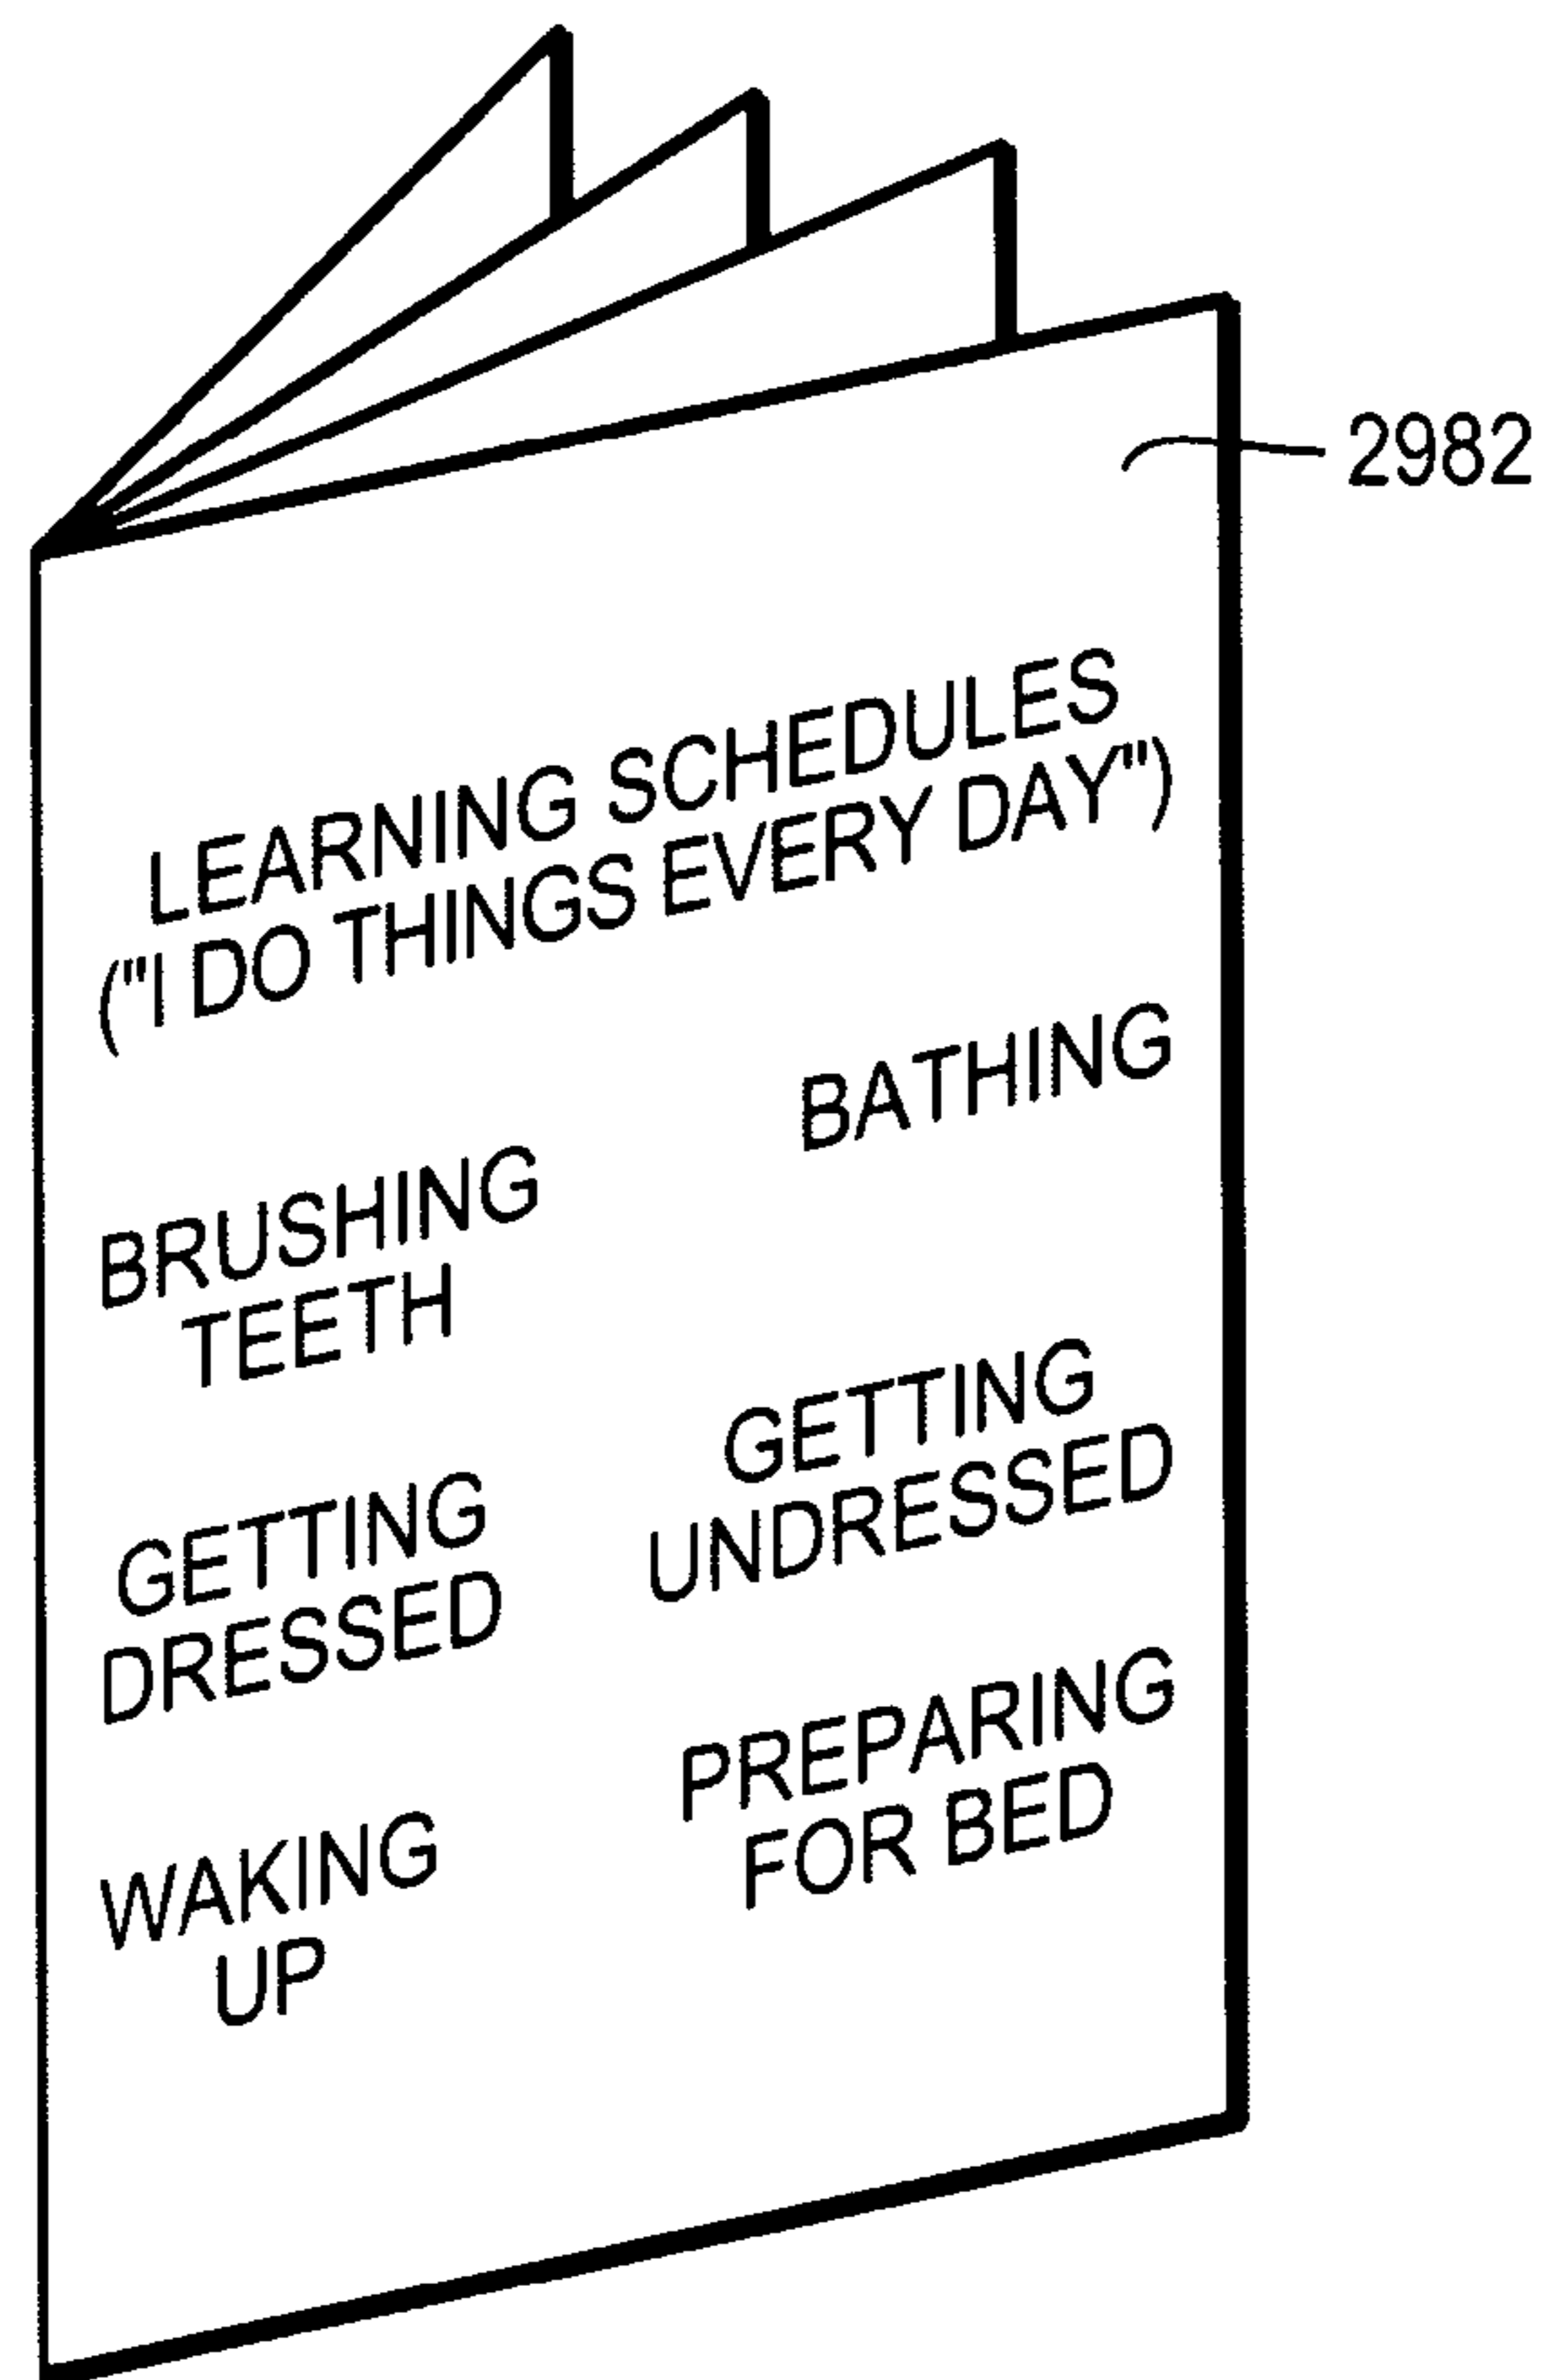 2982
LEARNING SCHEDULES
("I DO THINGS EVERY DAY")
BATHING
BRUSHING
TEETH
GETTING
UNDRESSED
GETTING
DRESSED
PREPARING
FOR BED
WAKING
UP